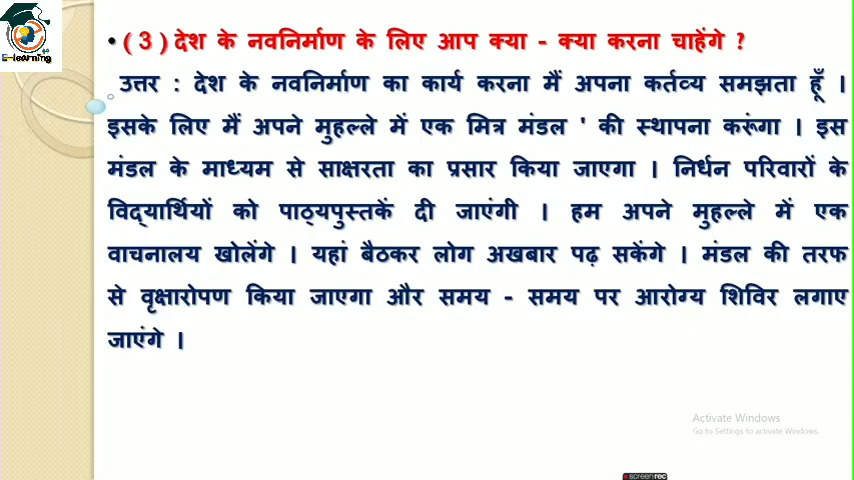 E-learning
• ( 3 ) देश के नवनिर्माण के लिए आप क्या - क्या करना चाहेंगे ?
उत्तर : देश के नवनिर्माण का कार्य करना मैं अपना कर्तव्य समझता हूँ ।
इसके लिए मैं अपने मुहल्ले में एक मित्र मंडल ' की स्थापना करूंगा । इस
मंडल के माध्यम से साक्षरता का प्रसार किया जाएगा । निर्धन परिवारों के
विद्यार्थियों को पाठ्यपुस्तकें दी जाएंगी । हम अपने मुहल्ले में एक
वाचनालय खोलेंगे । यहां बैठकर लोग अखबार पढ़ सकेंगे । मंडल की तरफ
से वृक्षारोपण किया जाएगा और समय - समय पर आरोग्य शिविर लगाए
जाएंगे ।
Activate Windows
Go to Settings to activate Windows.
screenrec